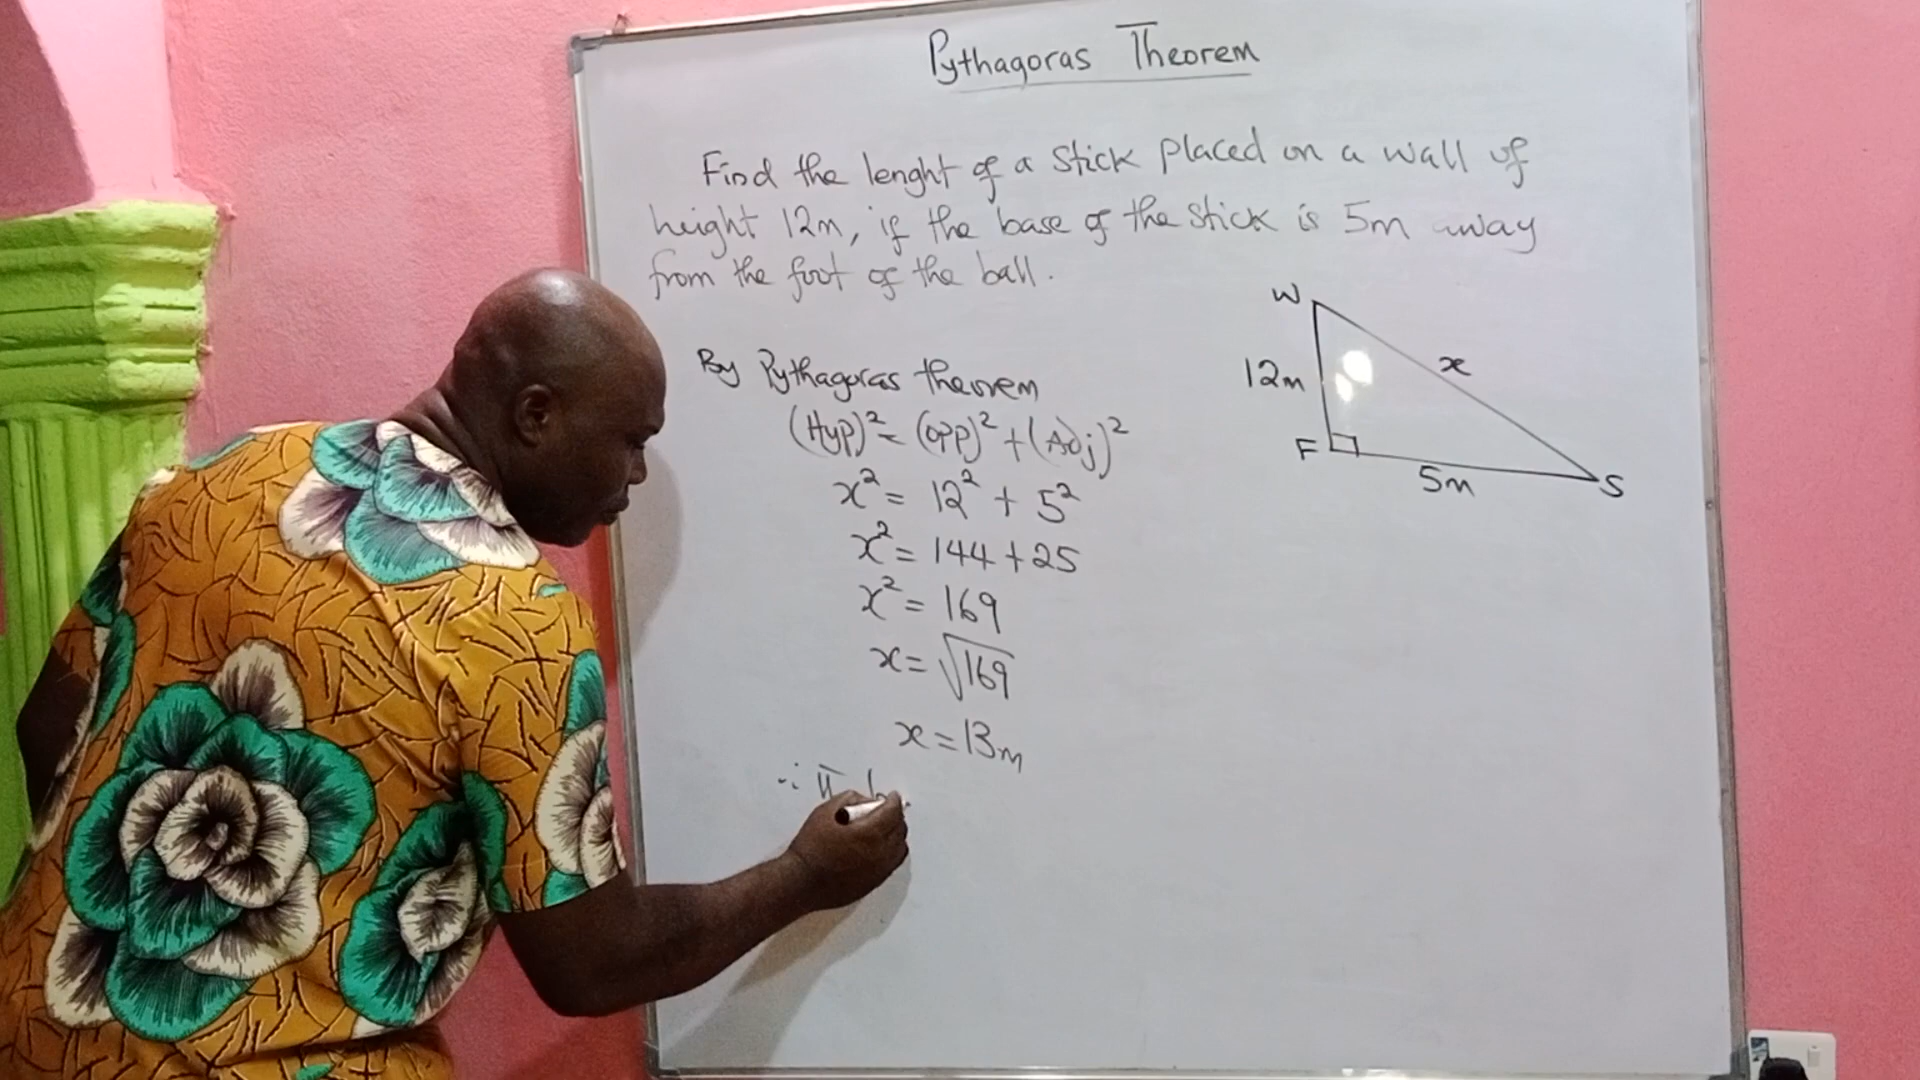 Pythagoras Theorem
Find the lenght of a stick placed on a wall of
height 12m, if the base of the stick is 5m away
from the foot of the ball.
By Pythagoras theorem
(Hyp)² = (opp)² + (Adj)²
x² = 12² + 5²
x² = 144 + 25
x² = 169
x = √169
x = 13m
∴
W
12m
x
F
5m
S